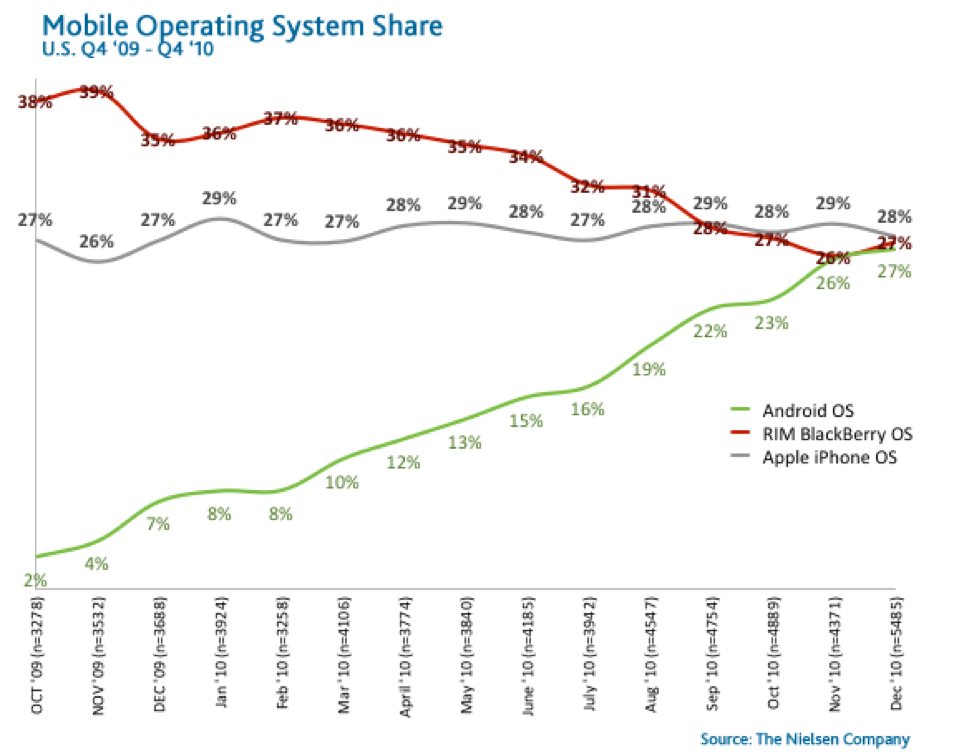 Mobile Operating System Share
U.S. Q4 ‘09 - Q4 ‘10
38% 39% 35% 36% 37% 36% 36% 35% 34% 32% 31% 28% 27% 26% 27%
27% 26% 27% 29% 27% 27% 28% 29% 28% 27% 28% 29% 28% 29% 28%
2% 4% 7% 8% 8% 10% 12% 13% 15% 16% 19% 22% 23% 26% 27%
Android OS
RIM BlackBerry OS
Apple iPhone OS
OCT '09 (n=3278)
NOV '09 (n=3532)
DEC '09 (n=3688)
Jan '10 (n=3924)
Feb '10 (n=3258)
Mar '10 (n=4106)
April '10 (n=3774)
May '10 (n=3840)
June '10 (n=4185)
July '10 (n=3942)
Aug '10 (n=4547)
Sep '10 (n=4754)
Oct '10 (n=4889)
Nov '10 (n=4371)
Dec '10 (n=5485)
Source: The Nielsen Company